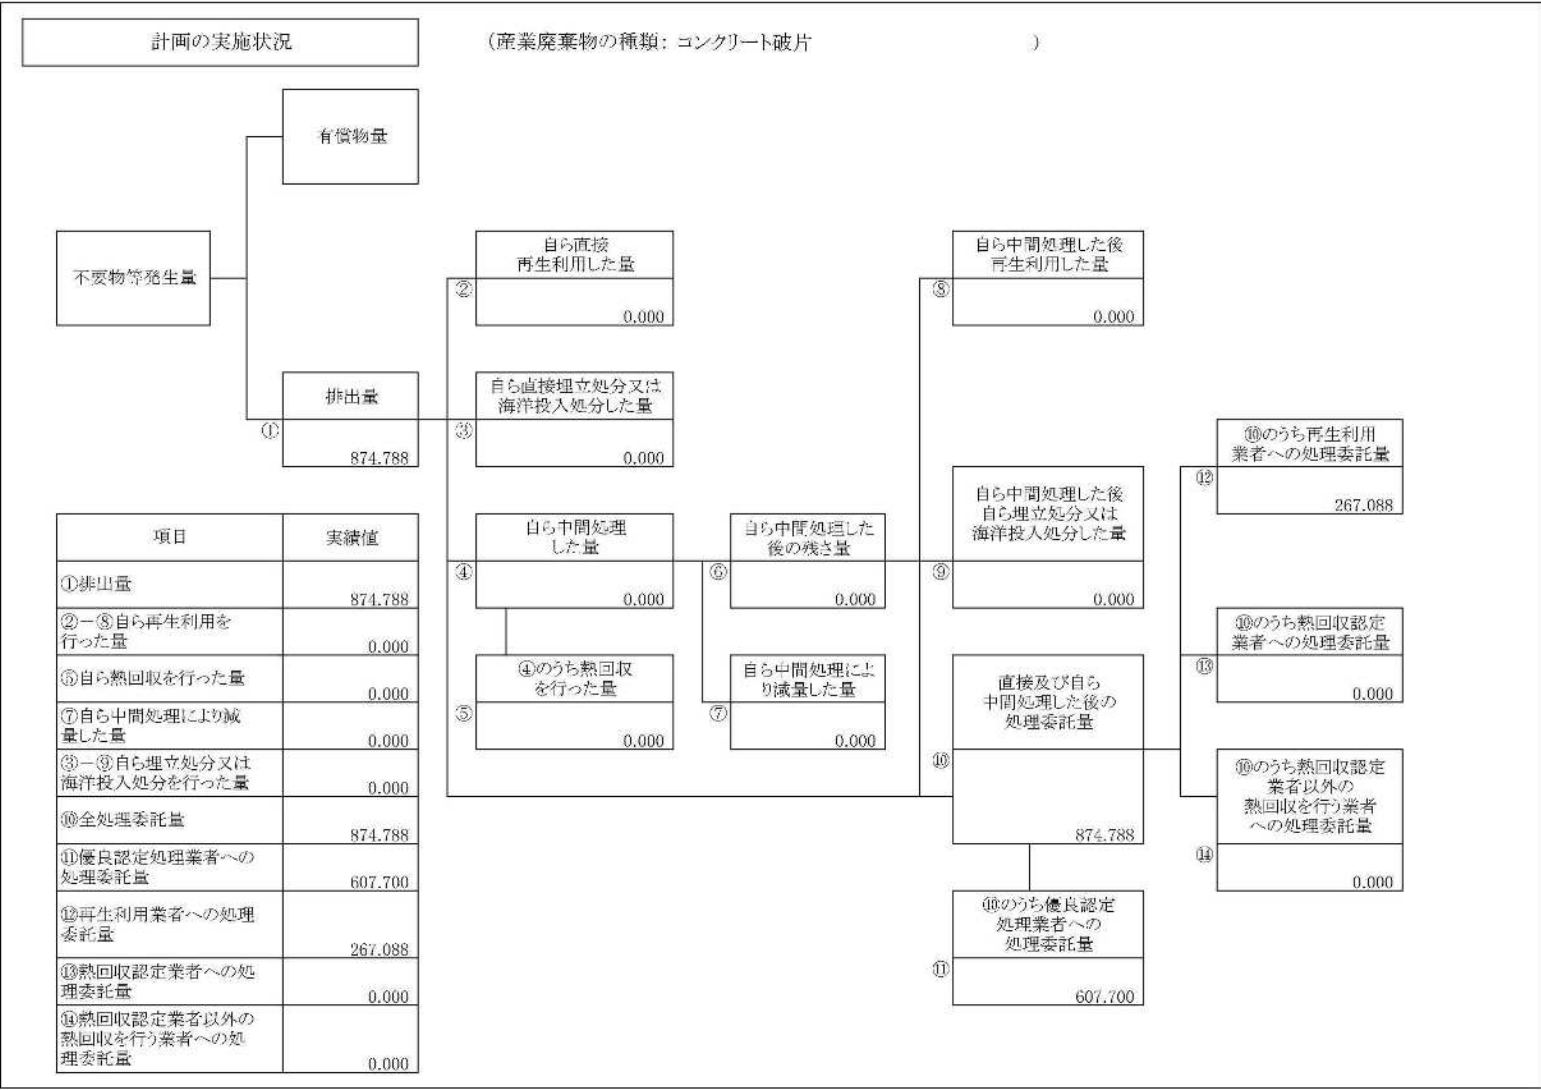 計画の実施状況
（産業廃棄物の種類： コンクリート破片 ）
有償物量
不要物等発生量
自ら直接
再生利用した量
②
0.000
自ら中間処理した後
再生利用した量
⑧
0.000
排出量
①
874.788
自ら直接埋立処分又は
海洋投入処分した量
③
0.000
⑩のうち再生利用
業者への処理委託量
⑫
267.088
自ら中間処理
した量
④
0.000
自ら中間処理した
後の残さ量
⑥
0.000
自ら中間処理した後
自ら埋立処分又は
海洋投入処分した量
⑨
0.000
⑩のうち熱回収認定
業者への処理委託量
⑬
0.000
④のうち熱回収
を行った量
⑤
0.000
自ら中間処理によ
り減量した量
⑦
0.000
直接及び自ら
中間処理した後の
処理委託量
⑩
874.788
⑩のうち熱回収認定
業者以外の
熱回収を行う業者
への処理委託量
⑭
0.000
⑩のうち優良認定
処理業者への
処理委託量
⑪
607.700
項目 実績値
①排出量
874.788
②－⑧自ら再生利用を
行った量
0.000
⑤自ら熱回収を行った量
0.000
⑦自ら中間処理により減
量した量
0.000
③－⑨自ら埋立処分又は
海洋投入処分を行った量
0.000
⑩全処理委託量
874.788
⑪優良認定処理業者への
処理委託量
607.700
⑫再生利用業者への処理
委託量
267.088
⑬熱回収認定業者への処
理委託量
0.000
⑭熱回収認定業者以外の
熱回収を行う業者への処
理委託量
0.000